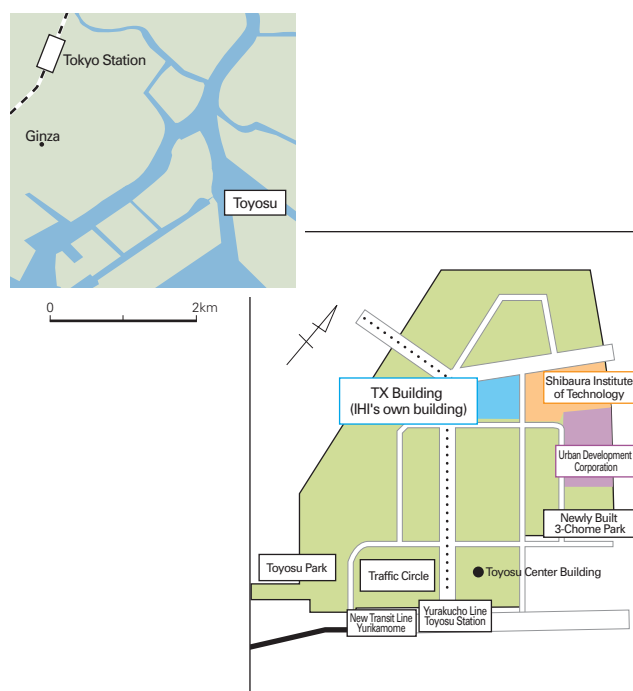 Tokyo Station
Ginza
Toyosu
0
2km
TX Building
(IHI's own building)
Shibaura Institute
of Technology
Urban Development
Corporation
Newly Built
3-Chome Park
Toyosu Park
Traffic Circle
Toyosu Center Building
New Transit Line
Yurikamome
Yurakucho Line
Toyosu Station